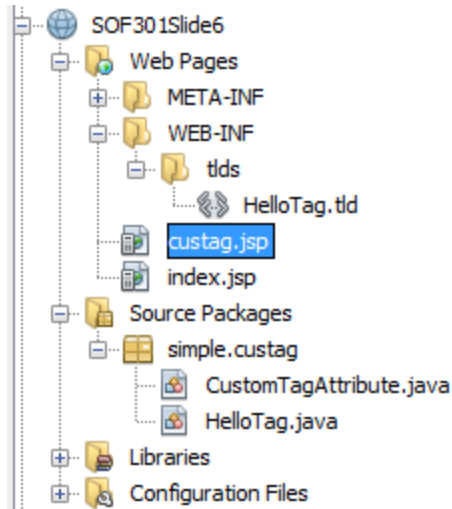 SOF301Slide6
Web Pages
META-INF
WEB-INF
tlds
HelloTag.tld
custag.jsp
index.jsp
Source Packages
simple.custag
CustomTagAttribute.java
HelloTag.java
Libraries
Configuration Files